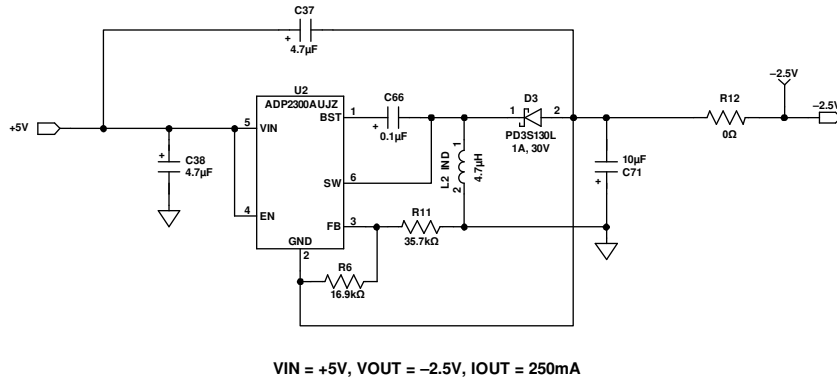 C37
+
4.7µF
U2
ADP2300AUJZ
+5V
5
VIN
BST
1
C66
+
0.1µF
1
D3
2
PD3S130L
1A, 30V
R12
0Ω
–2.5V
–2.5V
+
C38
4.7µF
SW
6
L2 IND
1
2
4.7µH
10µF
C71
+
4
EN
FB
3
R11
35.7kΩ
GND
2
R6
16.9kΩ
VIN = +5V, VOUT = –2.5V, IOUT = 250mA